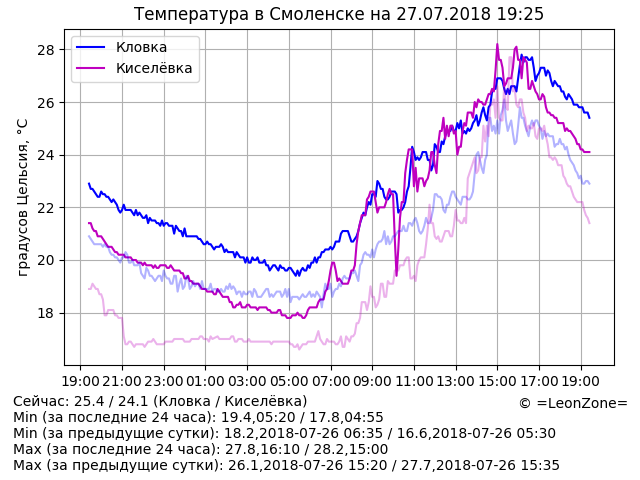 Температура в Смоленске на 27.07.2018 19:25
градусов Цельсия, °C
28
26
24
22
20
18
Кловка
Киселёвка
19:00 21:00 23:00 01:00 03:00 05:00 07:00 09:00 11:00 13:00 15:00 17:00 19:00
Сейчас: 25.4 / 24.1 (Кловка / Киселёвка)
© =LeonZone=
Min (за последние 24 часа): 19.4,05:20 / 17.8,04:55
Min (за предыдущие сутки): 18.2,2018-07-26 06:35 / 16.6,2018-07-26 05:30
Max (за последние 24 часа): 27.8,16:10 / 28.2,15:00
Max (за предыдущие сутки): 26.1,2018-07-26 15:20 / 27.7,2018-07-26 15:35